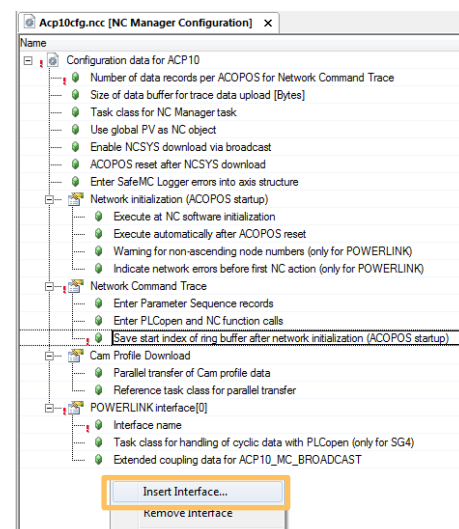 Acp10cfg.ncc [NC Manager Configuration]
Name
Configuration data for ACP10
Number of data records per ACOPOS for Network Command Trace
Size of data buffer for trace data upload [Bytes]
Task class for NC Manager task
Use global PV as NC object
Enable NCSYS download via broadcast
ACOPOS reset after NCSYS download
Enter SafeMC Logger errors into axis structure
Network initialization (ACOPOS startup)
Execute at NC software initialization
Execute automatically after ACOPOS reset
Warning for non-ascending node numbers (only for POWERLINK)
Indicate network errors before first NC action (only for POWERLINK)
Network Command Trace
Enter Parameter Sequence records
Enter PLCopen and NC function calls
Save start index of ring buffer after network initialization (ACOPOS startup)
Cam Profile Download
Parallel transfer of Cam profile data
Reference task class for parallel transfer
POWERLINK interface[0]
Interface name
Task class for handling of cyclic data with PLCopen (only for SG4)
Extended coupling data for ACP10_MC_BROADCAST
Insert Interface...
Remove Interface